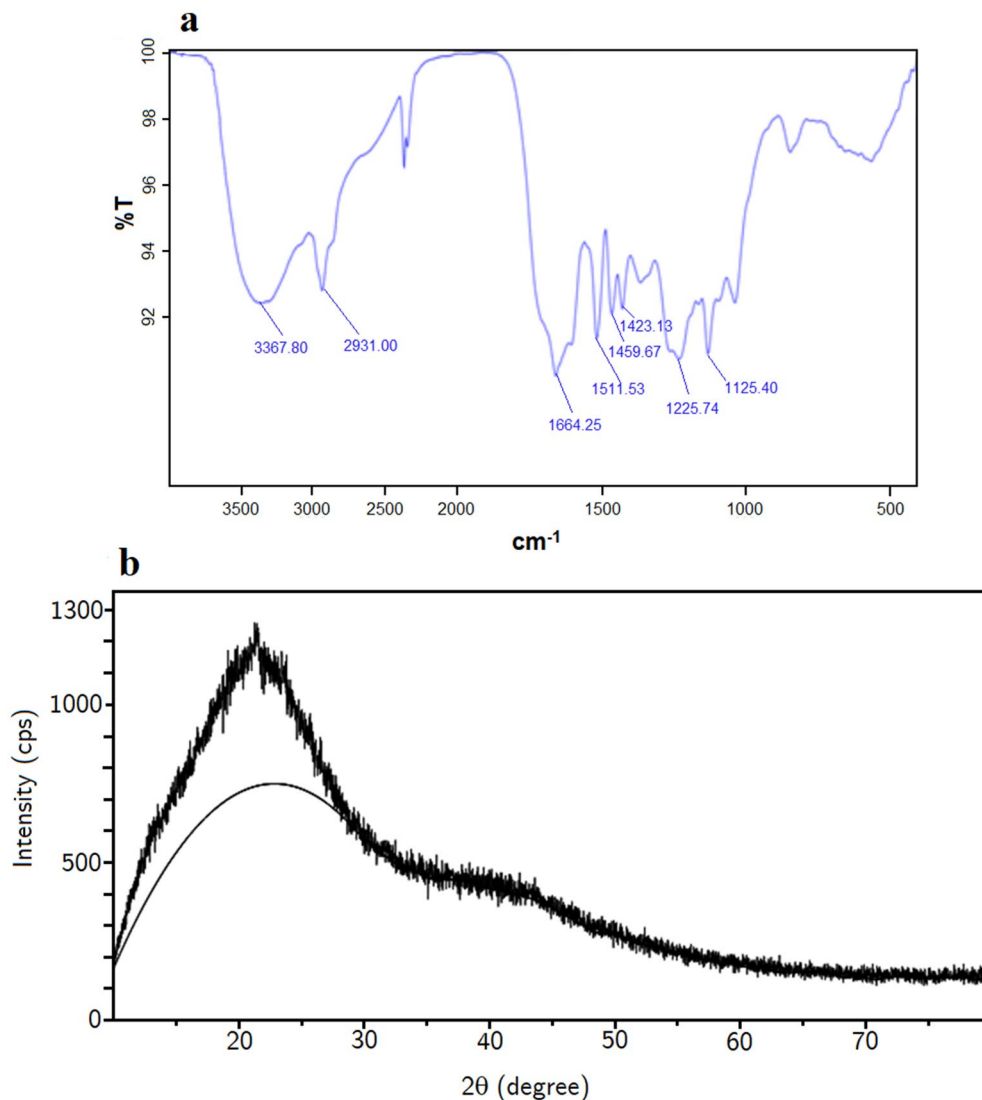 a
100
98
96
94
92
%T
3367.80
2931.00
1664.25
1511.53
1459.67
1423.13
1225.74
1125.40
3500 3000 2500 2000 1500 1000 500
cm-1
b
1300
1000
500
0
Intensity (cps)
20 30 40 50 60 70
2θ (degree)